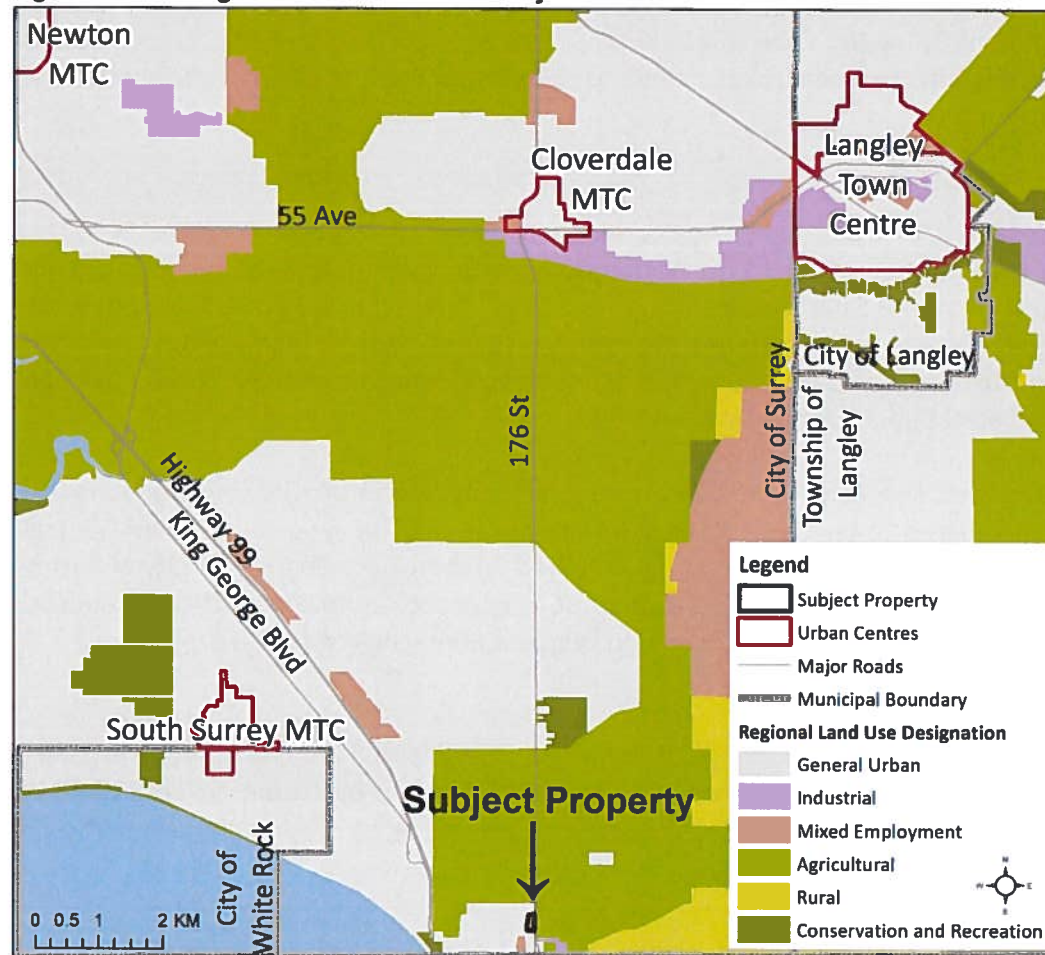 Newton
MTC
Cloverdale
MTC
Langley
Town
Centre
55 Ave
City of Langley
City of Surrey
Township of
Langley
176 St
Highway 99
King George Blvd
South Surrey MTC
Subject Property
City of
White Rock
0 0.5 1 2 KM
Legend
Subject Property
Urban Centres
Major Roads
Municipal Boundary
Regional Land Use Designation
General Urban
Industrial
Mixed Employment
Agricultural
Rural
Conservation and Recreation
N
W E
S